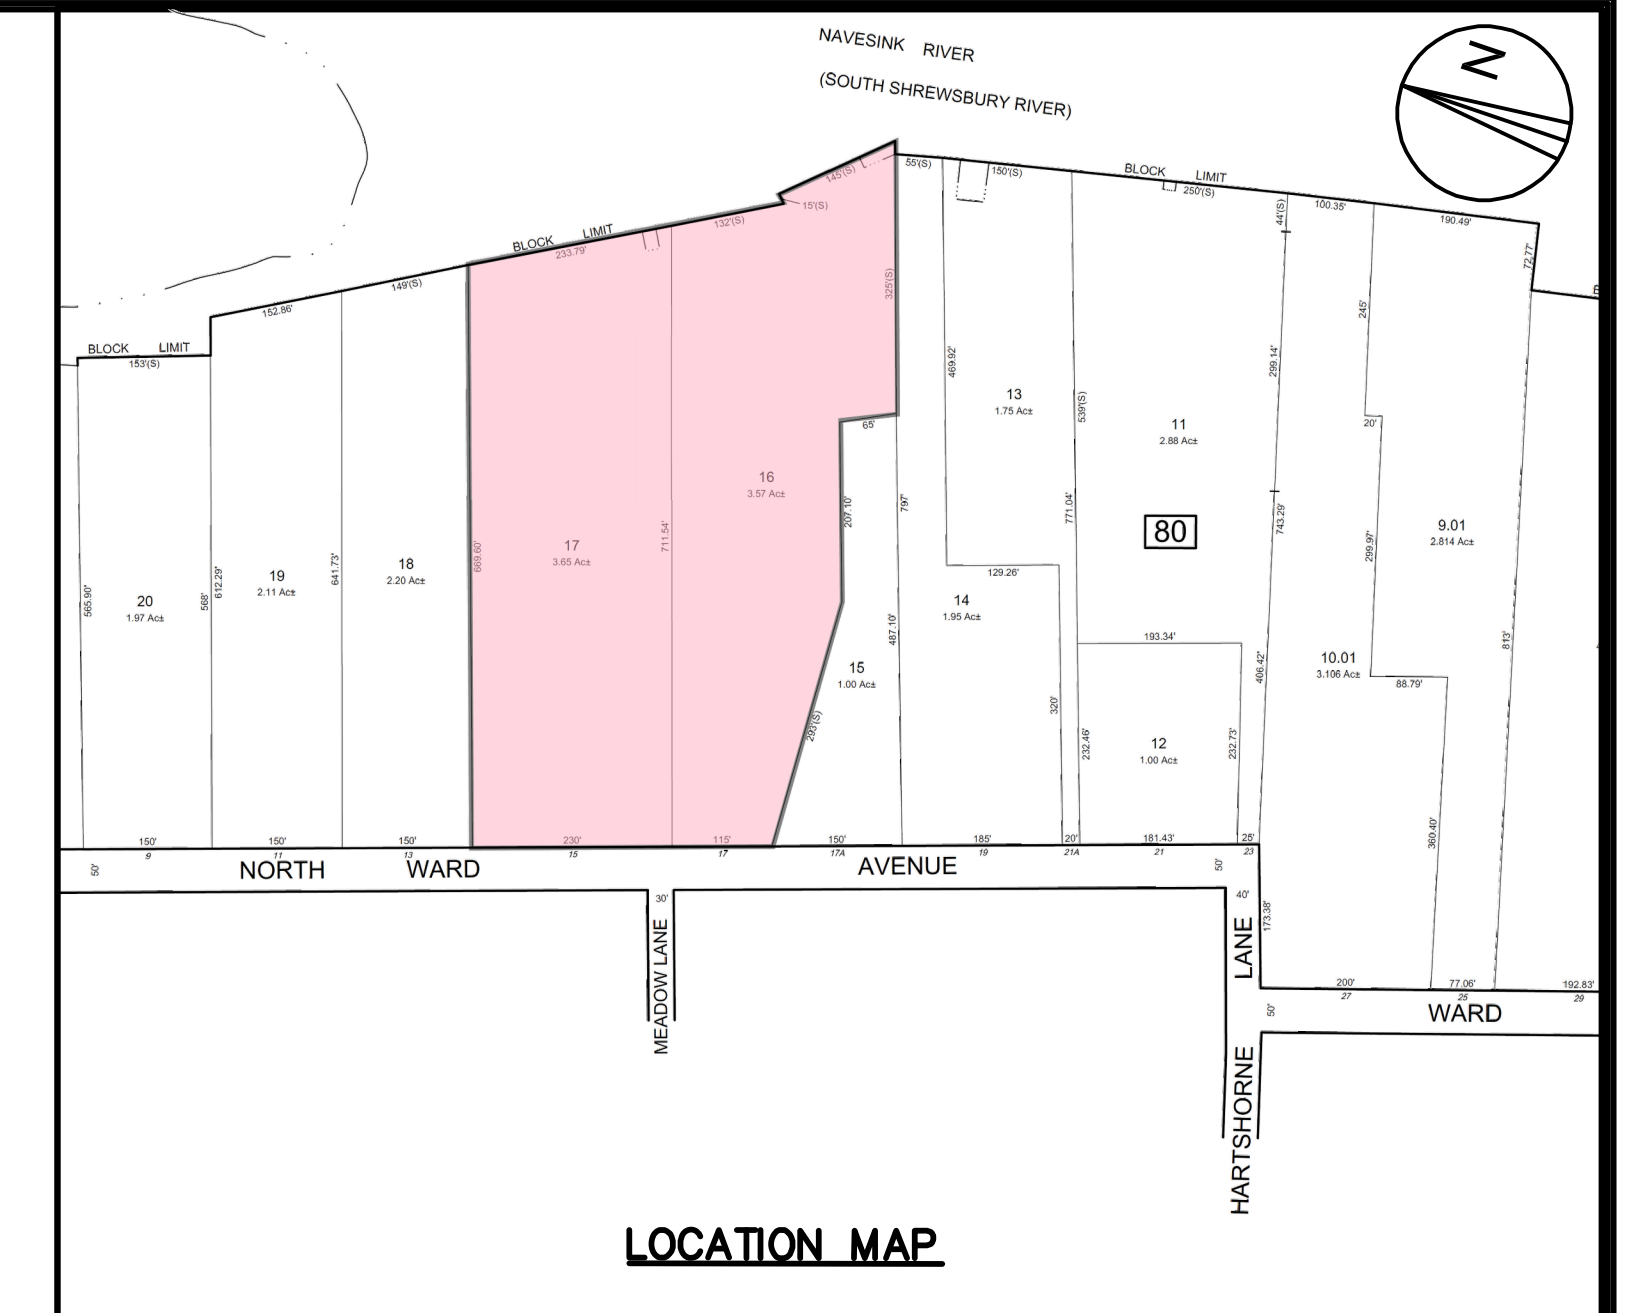 NAVESINK RIVER
(SOUTH SHREWSBURY RIVER)
N
BLOCK LIMIT
153'(S)
152.86'
149'(S)
BLOCK LIMIT
233.79'
132'(S)
15'(S)
145'(S)
55'(S)
150'(S)
BLOCK LIMIT
250'(S)
44'(S)
100.35'
190.49'
72.77'
325'(S)
469.92'
539'(S)
299.14'
245'
20'
65'
13
1.75 Ac±
11
2.88 Ac±
16
3.57 Ac±
207.10'
797'
771.04'
80
743.29'
299.97'
9.01
2.814 Ac±
17
3.65 Ac±
669.60'
711.54'
18
2.20 Ac±
641.73'
19
2.11 Ac±
612.29'
568'
20
1.97 Ac±
565.90'
129.26'
14
1.95 Ac±
487.10'
15
1.00 Ac±
293'(S)
193.34'
406.42'
10.01
3.106 Ac±
88.79'
813'
320'
232.46'
12
1.00 Ac±
232.73'
360.40'
150'
150'
150'
230'
115'
150'
185'
20'
181.43'
25'
9
11
13
15
17
17A
19
21A
21
23
50'
NORTH WARD AVENUE
50'
30'
40'
MEADOW LANE
173.38'
HARTSHORNE LANE
200'
77.06'
192.83'
27
25
29
50'
WARD
LOCATION MAP